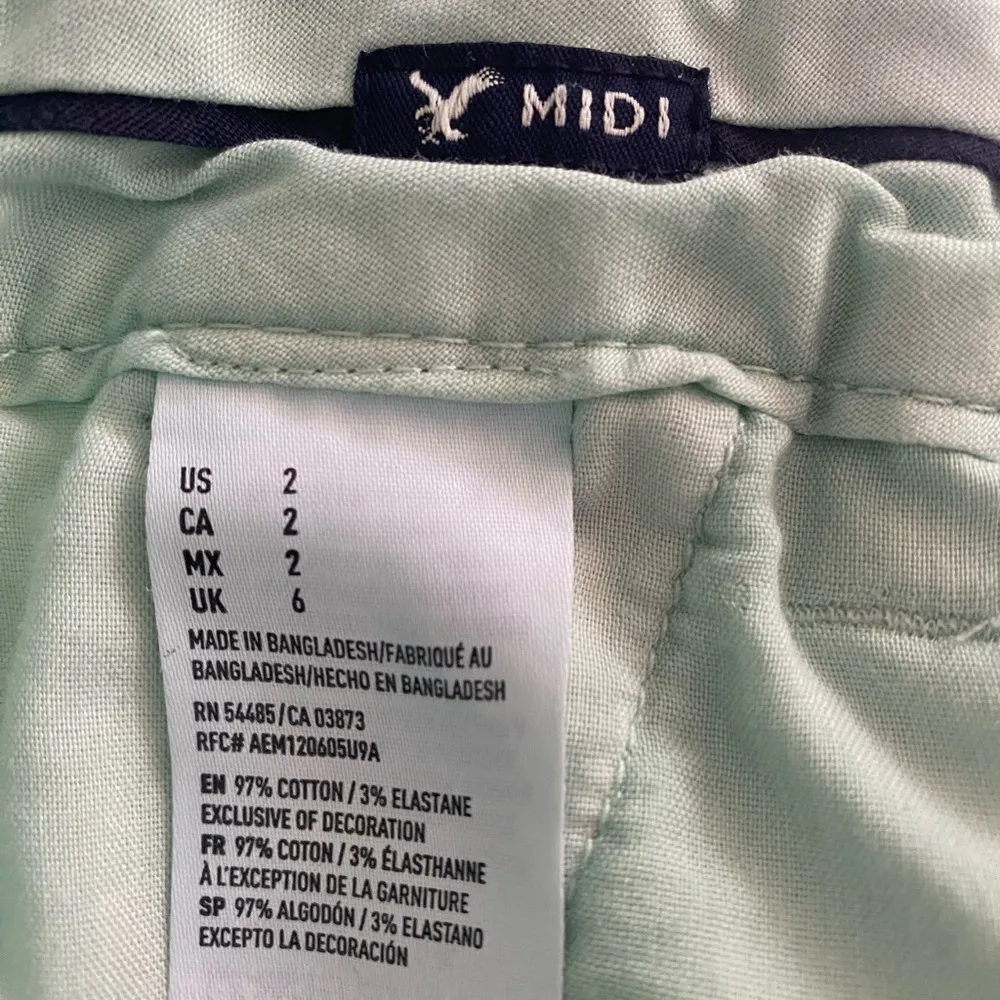 MIDI
US 2
CA 2
MX 2
UK 6
MADE IN BANGLADESH/FABRIQUÉ AU
BANGLADESH/HECHO EN BANGLADESH
RN 54485/CA 03873
RFC# AEM120605U9A
EN 97% COTTON / 3% ELASTANE
EXCLUSIVE OF DECORATION
FR 97% COTON / 3% ÉLASTHANNE
À L'EXCEPTION DE LA GARNITURE
SP 97% ALGODÓN / 3% ELASTANO
EXCEPTO LA DECORACIÓN